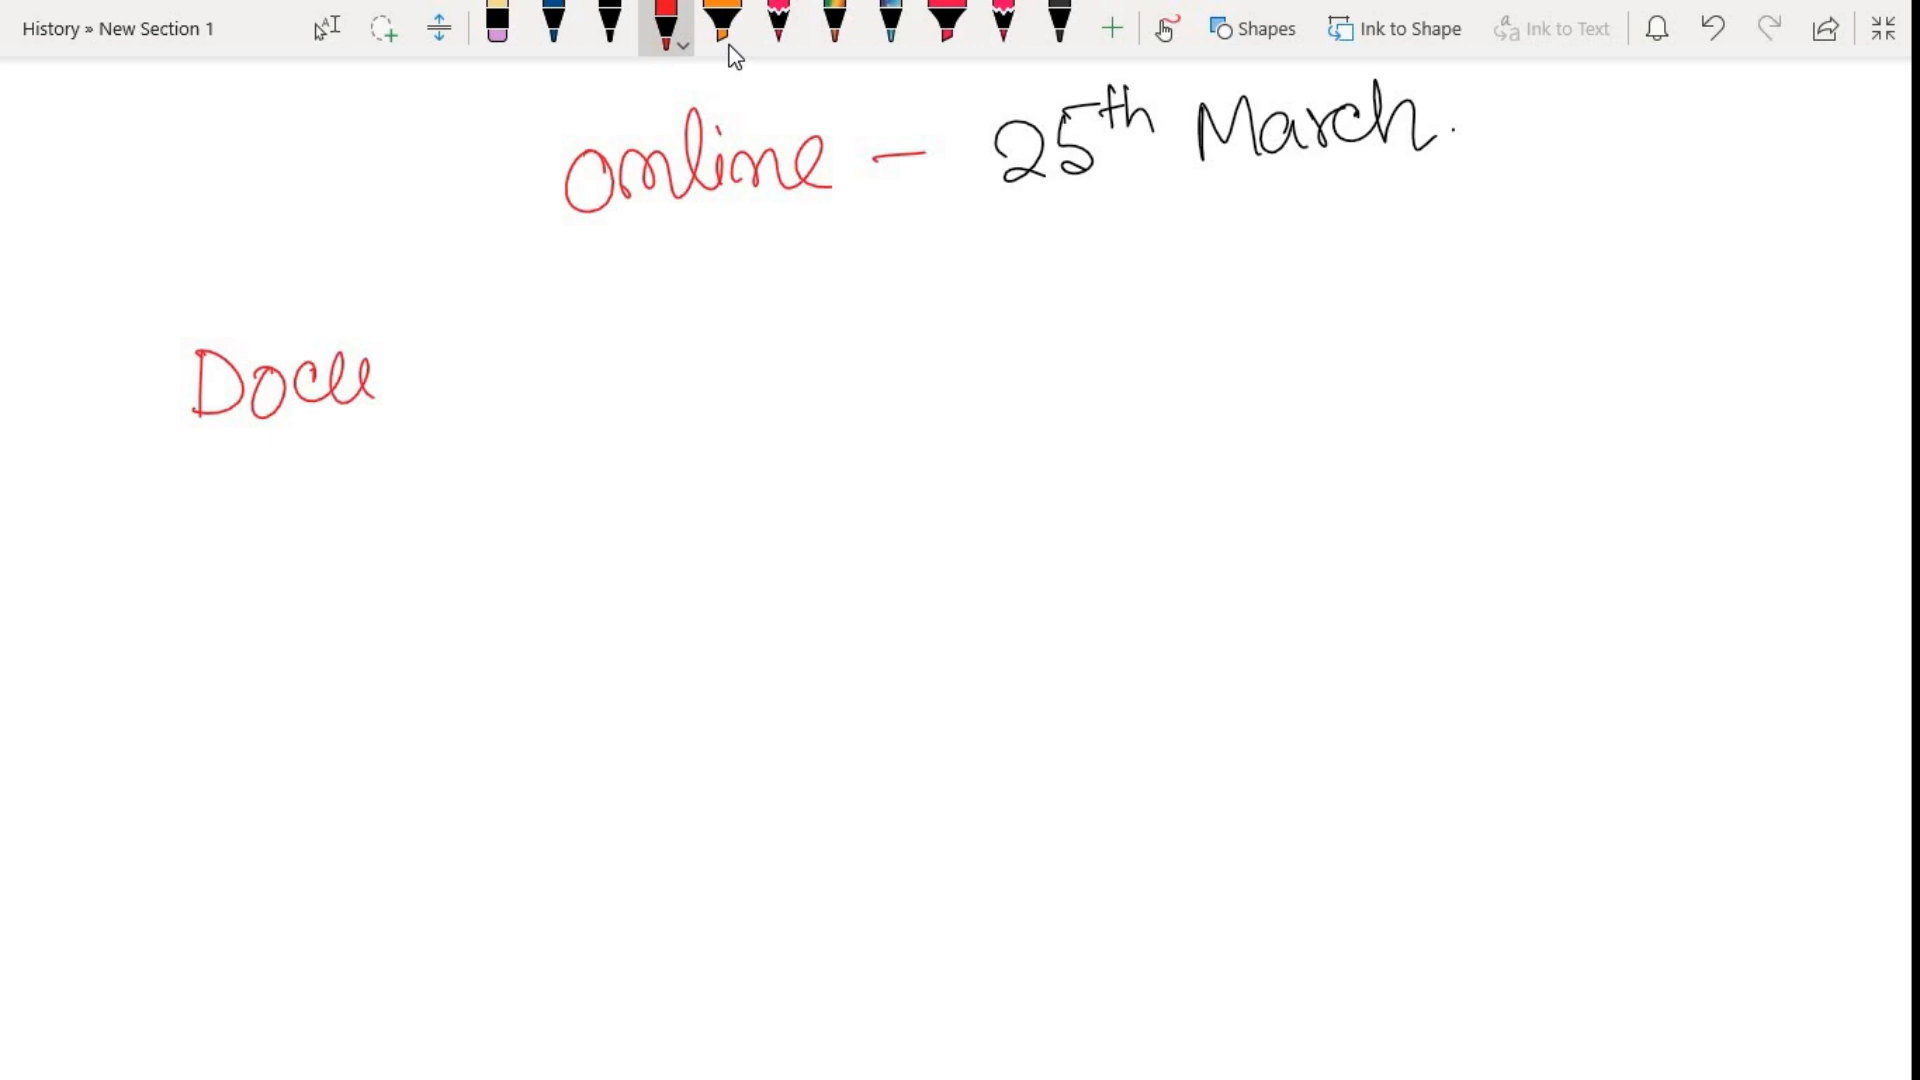 History » New Section 1 Shapes Ink to Shape Ink to Text
online – 25th March.
Docu